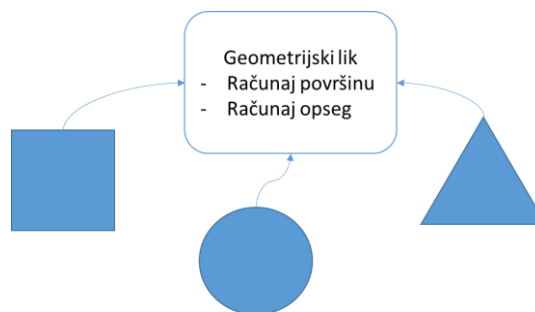 Geometrijski lik
- Računaj površinu
- Računaj opseg